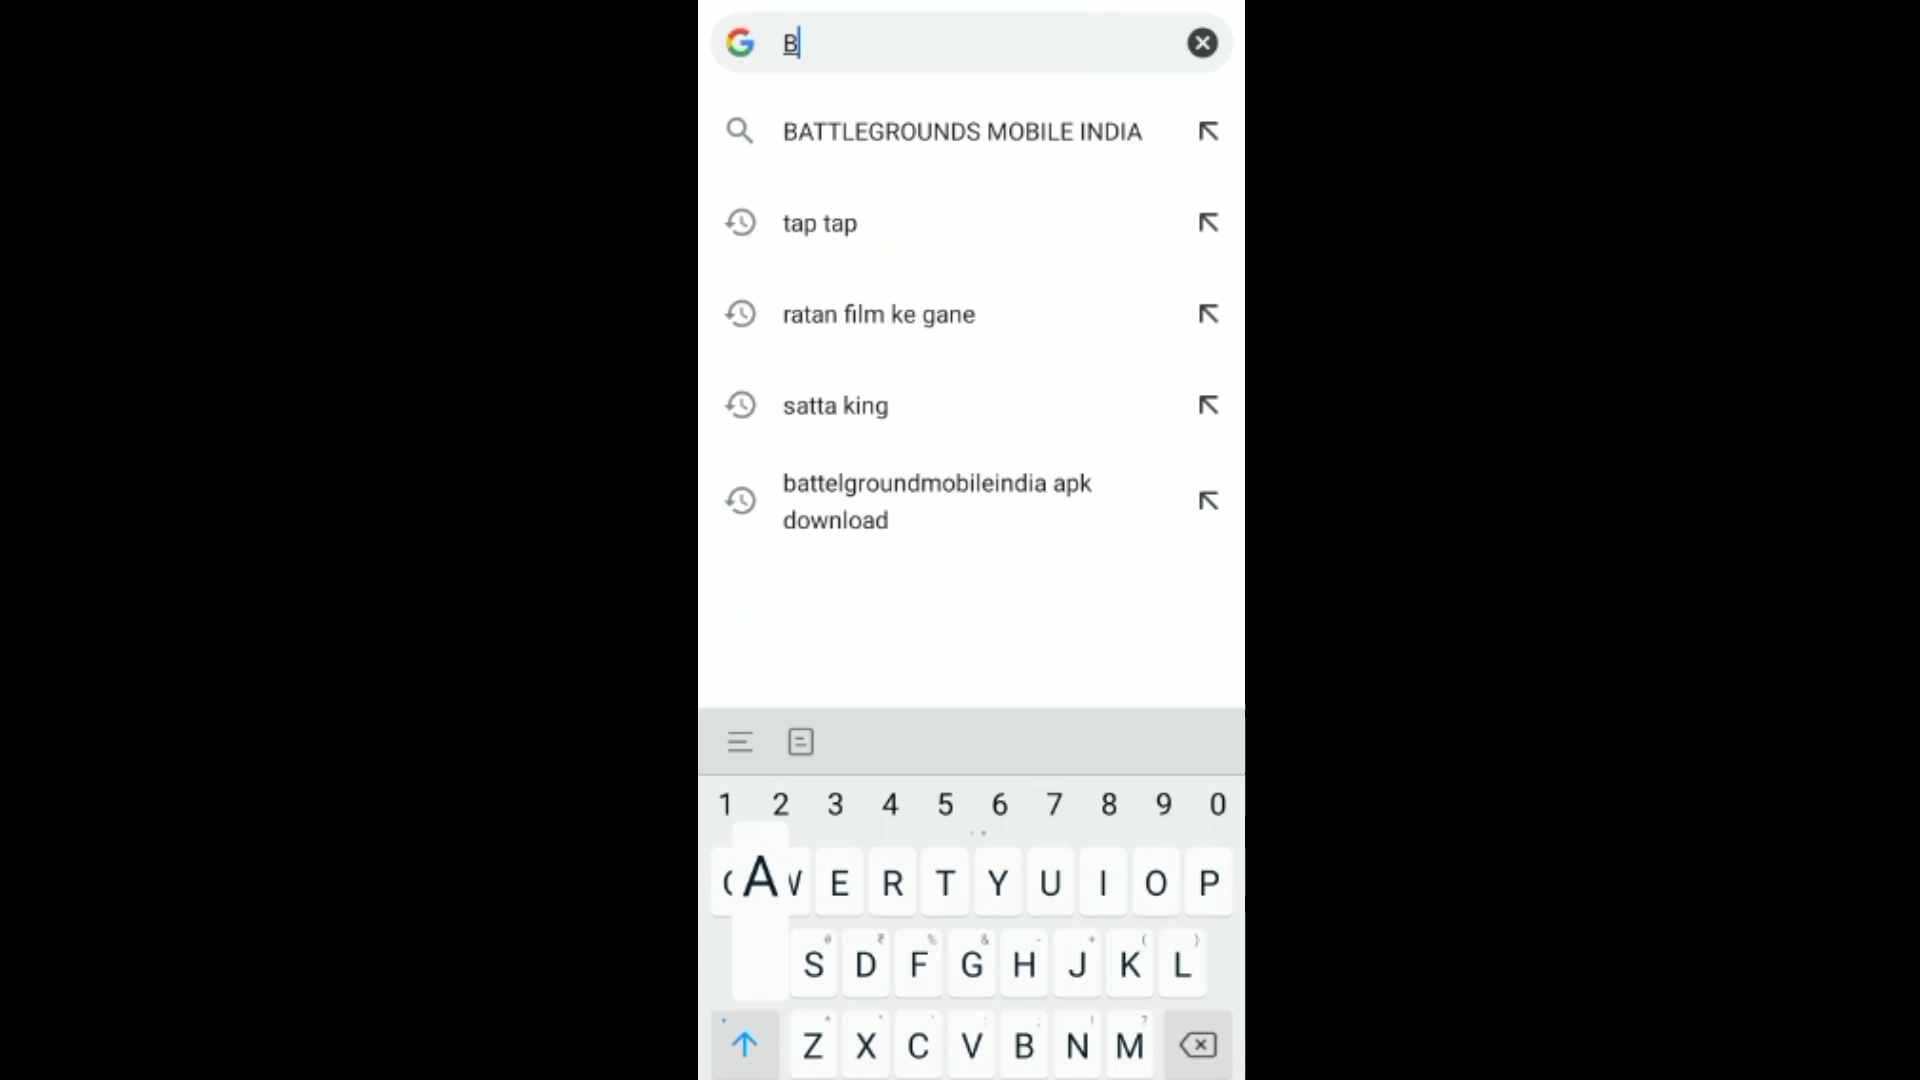 B
BATTLEGROUNDS MOBILE INDIA
tap tap
ratan film ke gane
satta king
battelgroundmobileindia apk
download
1 2 3 4 5 6 7 8 9 0
A E R T Y U I O P
S D F G H J K L
Z X C V B N M